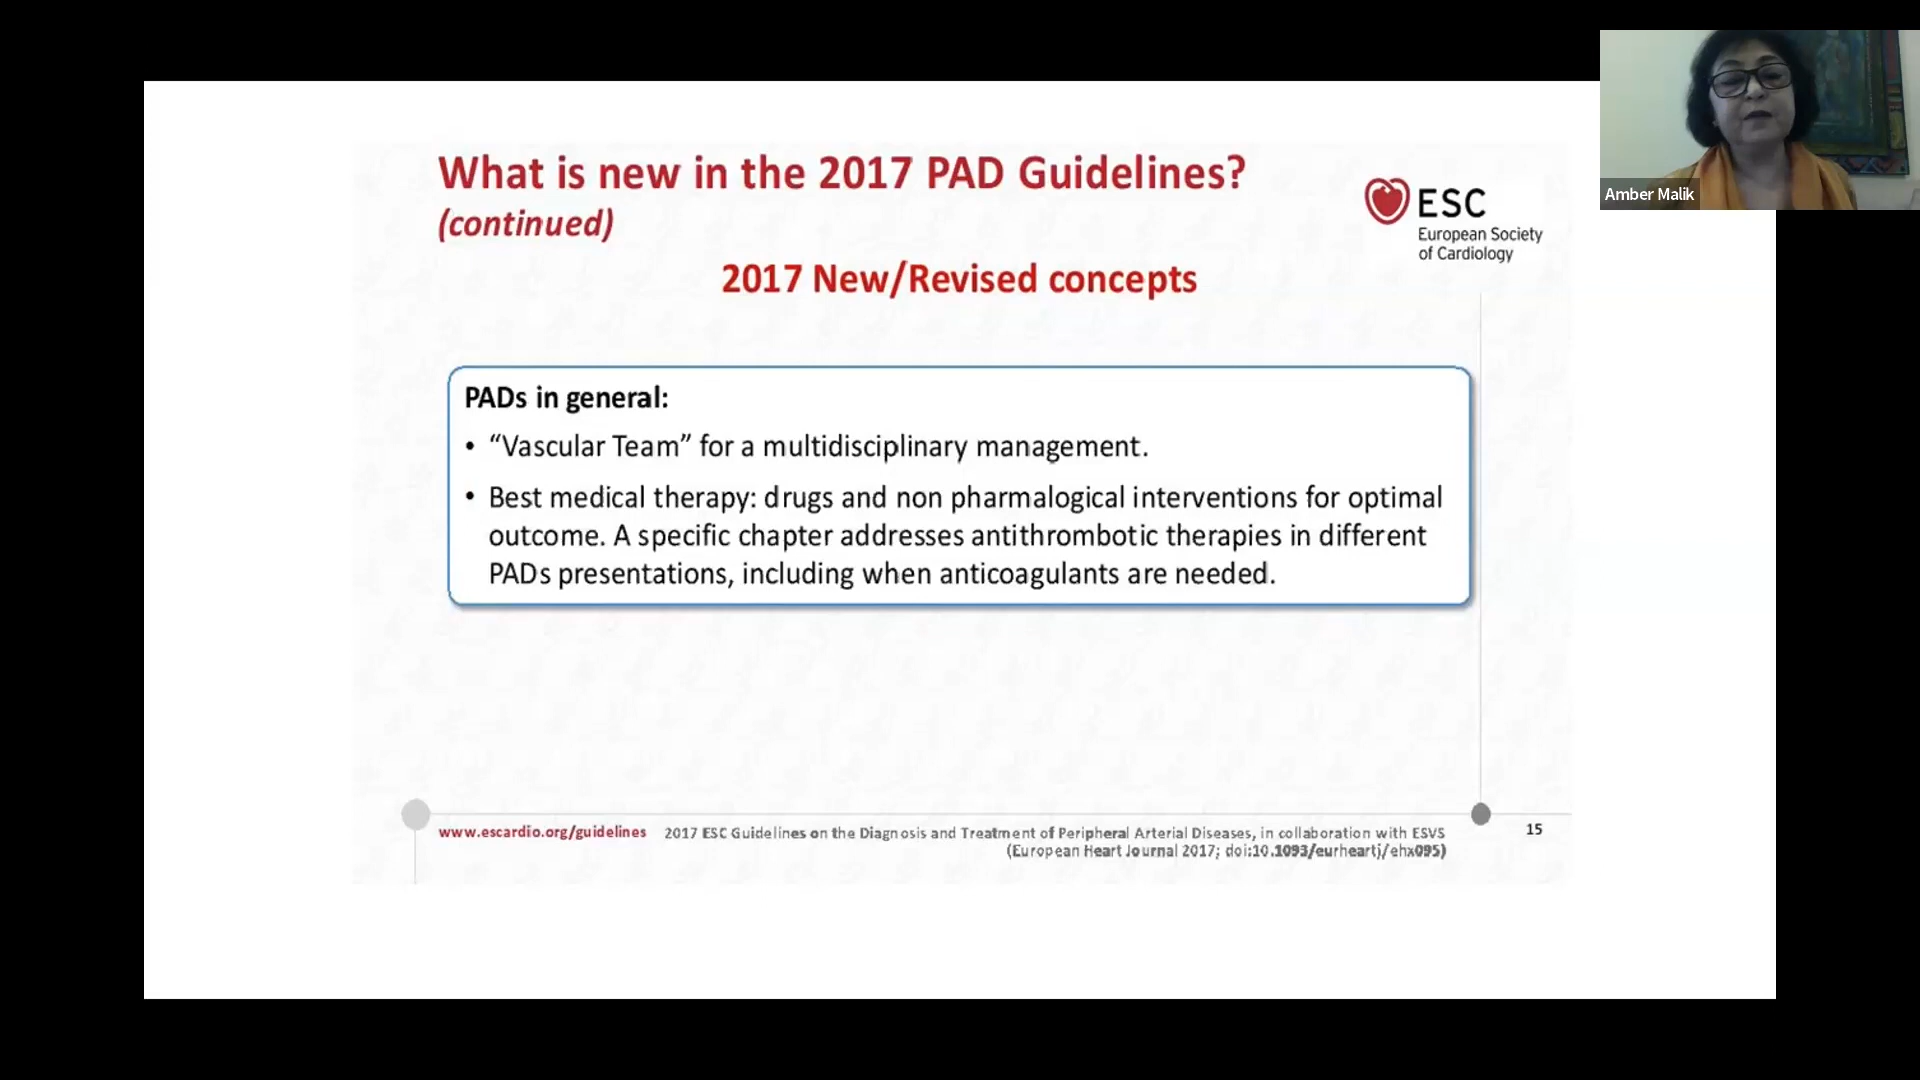 What is new in the 2017 PAD Guidelines?
(continued)
ESC
European Society
of Cardiology
2017 New/Revised concepts
PADs in general:
• “Vascular Team” for a multidisciplinary management.
• Best medical therapy: drugs and non pharmalogical interventions for optimal
outcome. A specific chapter addresses antithrombotic therapies in different
PADs presentations, including when anticoagulants are needed.
www.escardio.org/guidelines 2017 ESC Guidelines on the Diagnosis and Treatment of Peripheral Arterial Diseases, in collaboration with ESVS
(European Heart Journal 2017; doi:10.1093/eurheartj/ehx095)
15
Amber Malik